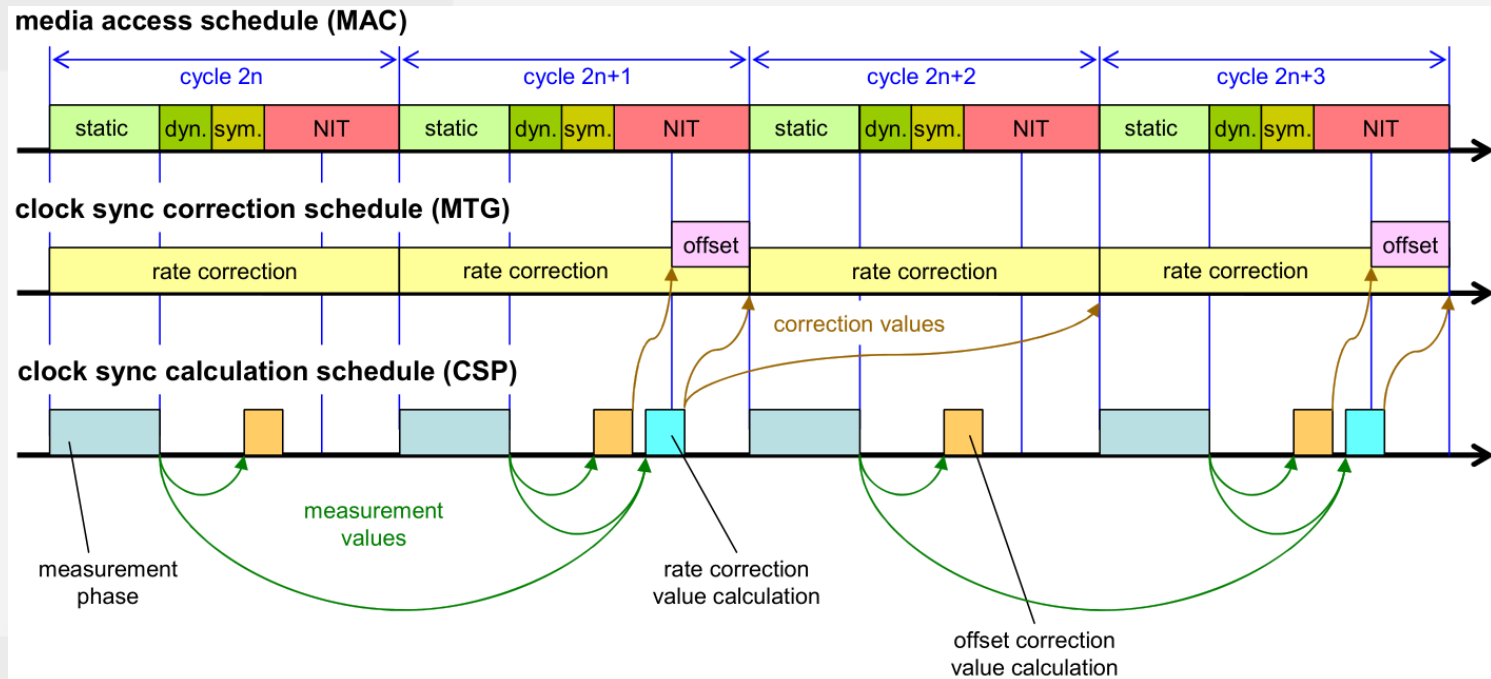 media access schedule (MAC)
cycle 2n
cycle 2n+1
cycle 2n+2
cycle 2n+3
static
dyn.
sym.
NIT
static
dyn.
sym.
NIT
static
dyn.
sym.
NIT
static
dyn.
sym.
NIT
clock sync correction schedule (MTG)
offset
offset
rate correction
rate correction
rate correction
rate correction
correction values
clock sync calculation schedule (CSP)
measurement
values
measurement
phase
rate correction
value calculation
offset correction
value calculation